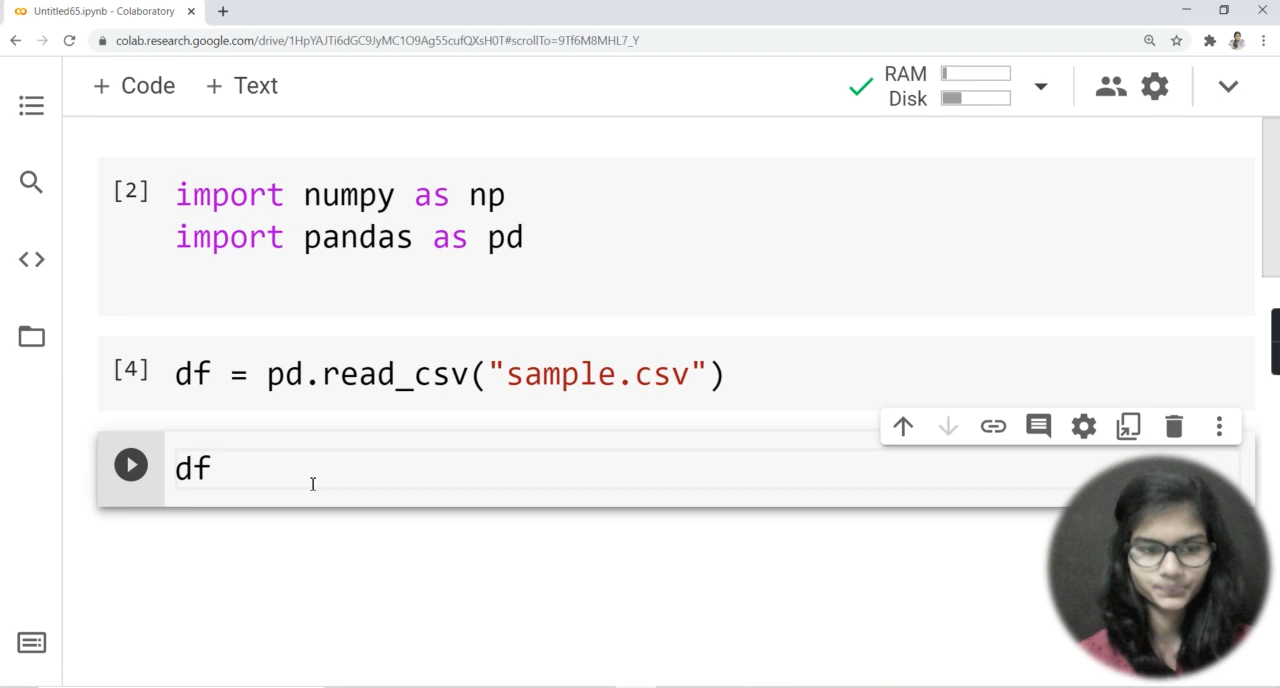 Untitled65.ipynb - Colaboratory
colab.research.google.com/drive/1HpYAJTi6dGC9JyMC1O9Ag55cufQXsH0T#scrollTo=9Tf6M8MHL7_Y
+ Code + Text
RAM
Disk
[2] import numpy as np
import pandas as pd
[4] df = pd.read_csv("sample.csv")
df